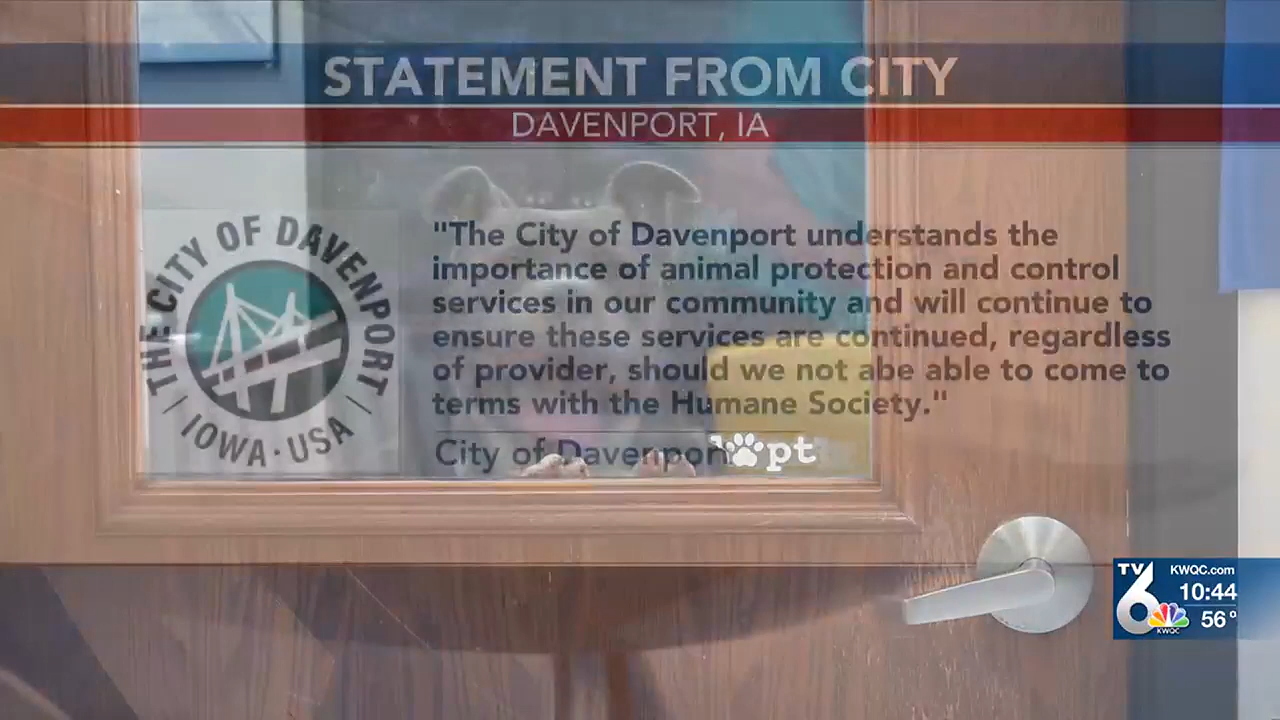 STATEMENT FROM CITY
DAVENPORT, IA
THE CITY OF DAVENPORT
IOWA · USA
"The City of Davenport understands the
importance of animal protection and control
services in our community and will continue to
ensure these services are continued, regardless
of provider, should we not abe able to come to
terms with the Humane Society."
City of Davenport
pt
TV6
KWQC.com
10:44
56°
KWQC